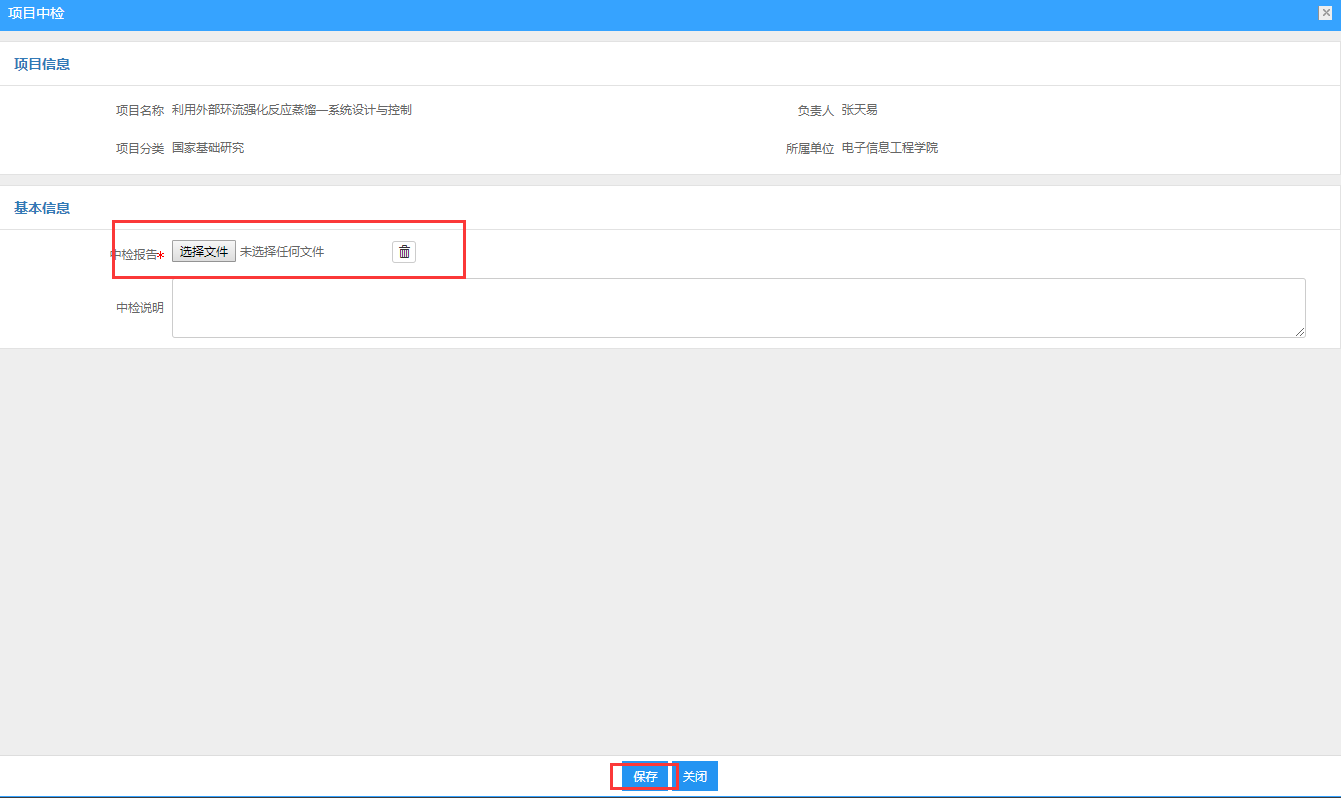 项目中检
项目信息
项目名称 利用外部环流强化反应蒸馏—系统设计与控制 负责人 张天易
项目分类 国家基础研究 所属单位 电子信息工程学院
基本信息
中检报告* 选择文件 未选择任何文件
中检说明
保存 关闭